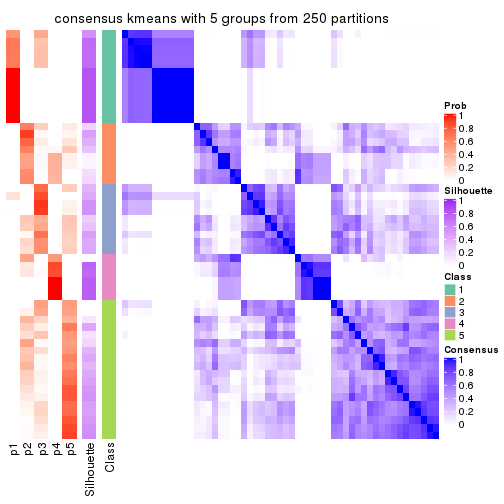 consensus kmeans with 5 groups from 250 partitions
Prob
1
0.8
0.6
0.4
0.2
0
Silhouette
1
0.8
0.6
0.4
0.2
0
Class
1
2
3
4
5
Consensus
1
0.8
0.6
0.4
0.2
0
p1
p2
p3
p4
p5
Silhouette
Class